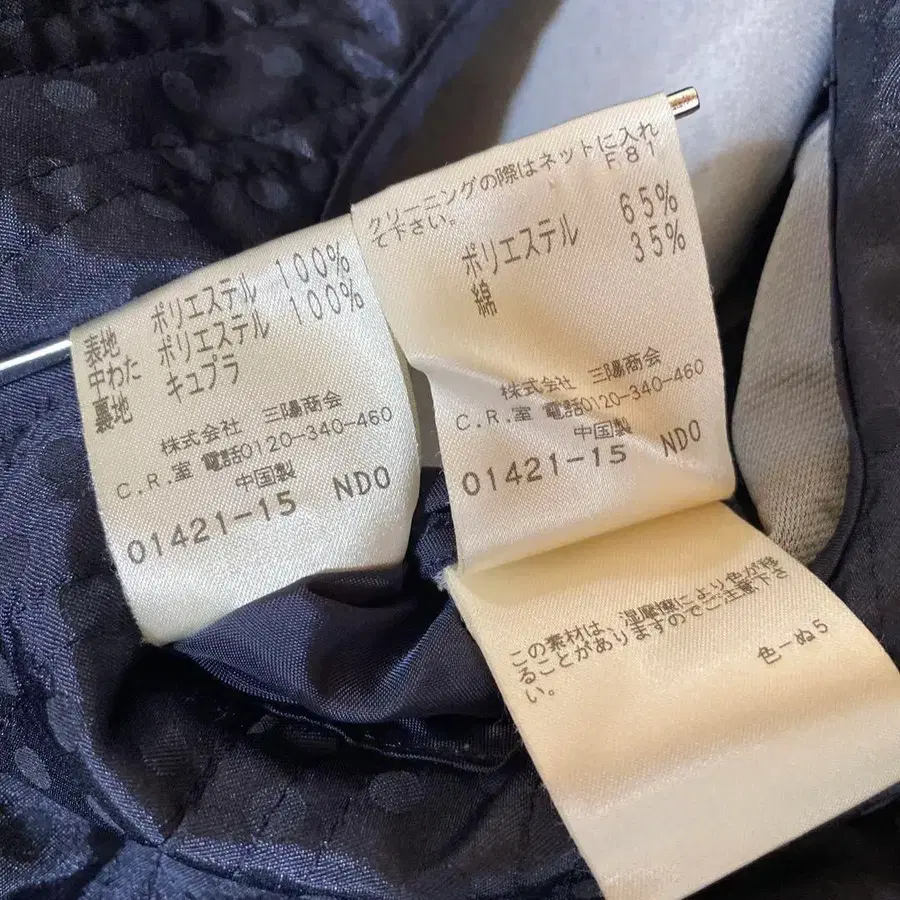 表地 ポリエステル 100%
中わた ポリエステル 100%
裏地 キュプラ
株式会社 三陽商会
C.R.室 電話0120-340-460
中国製
01421-15 ND0
クリーニングの際はネットに入れ
て下さい。 F81
ポリエステル 65%
綿 35%
株式会社 三陽商会
C.R.室 電話0120-340-460
中国製
01421-15 ND0
この素材は、湿摩擦により色が移
ることがありますのでご注意下さ
い。
色-ぬ5